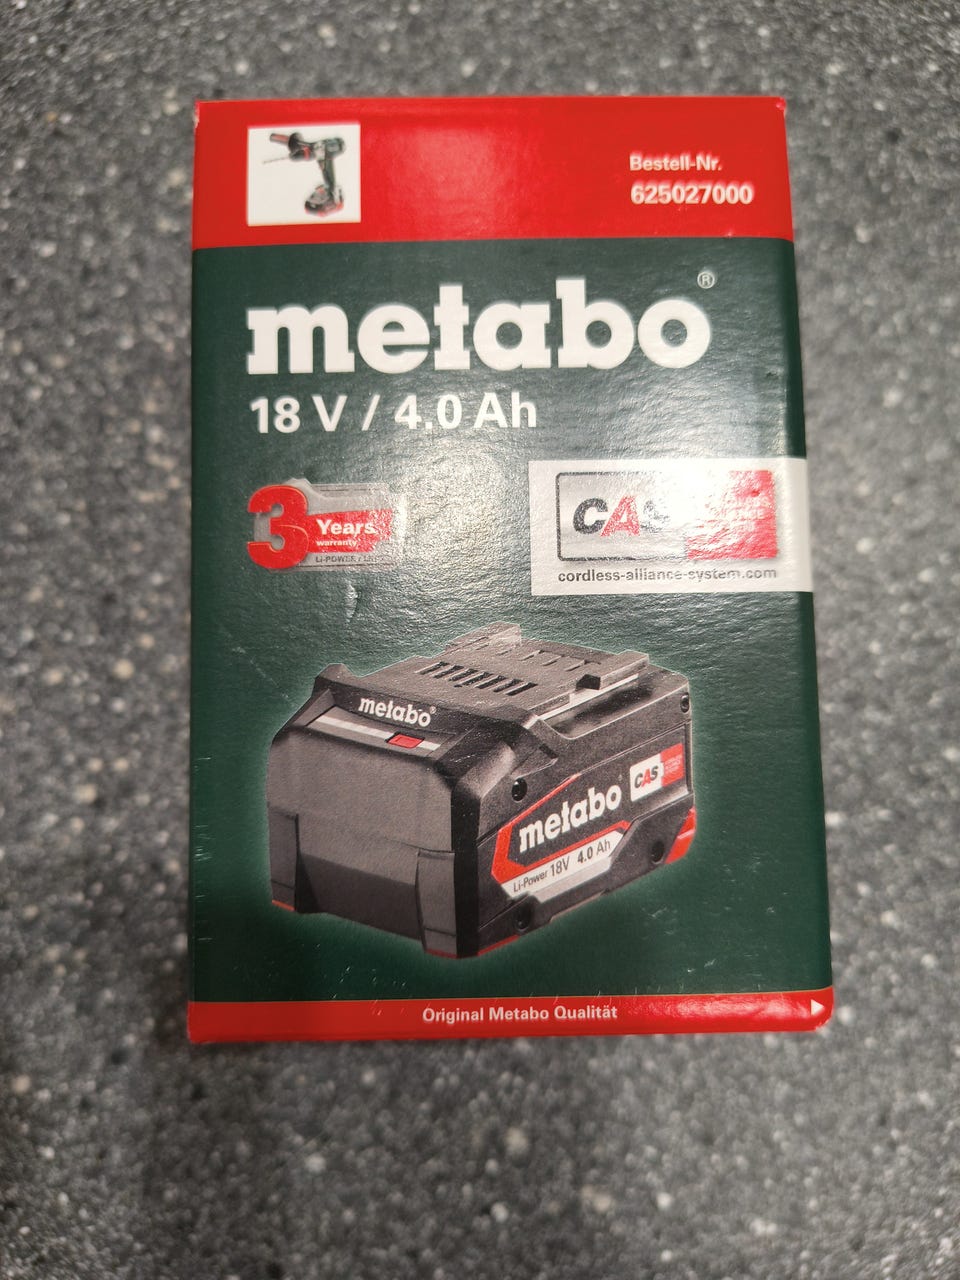 Bestell-Nr.
625027000
metabo®
18 V / 4.0 Ah
3 Years
warranty
CAS
cordless-alliance-system.com
metabo®
metabo
CAS
Li-Power 18V 4.0 Ah
Original Metabo Qualität